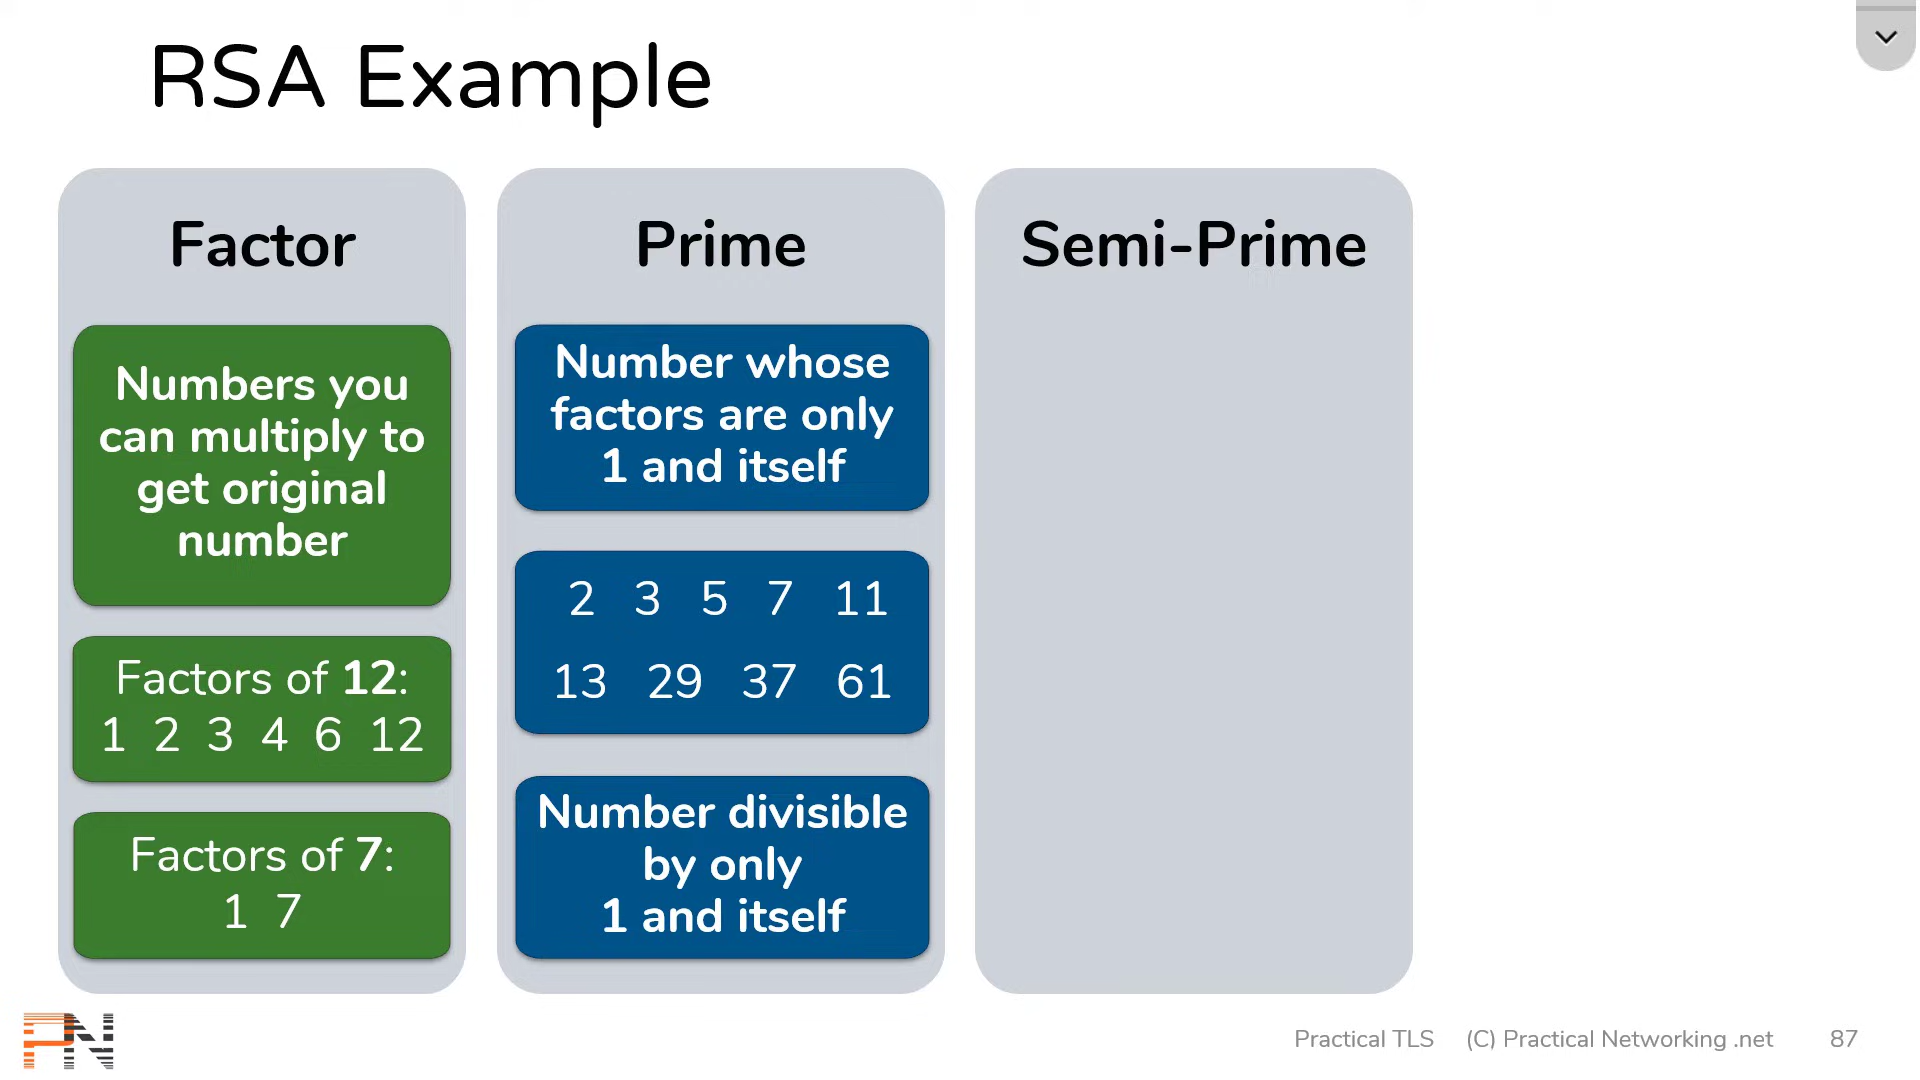 RSA Example
Factor
Numbers you
can multiply to
get original
number
Factors of 12:
1 2 3 4 6 12
Factors of 7:
1 7
Prime
Number whose
factors are only
1 and itself
2 3 5 7 11
13 29 37 61
Number divisible
by only
1 and itself
Semi-Prime
PN
Practical TLS (C) Practical Networking .net 87